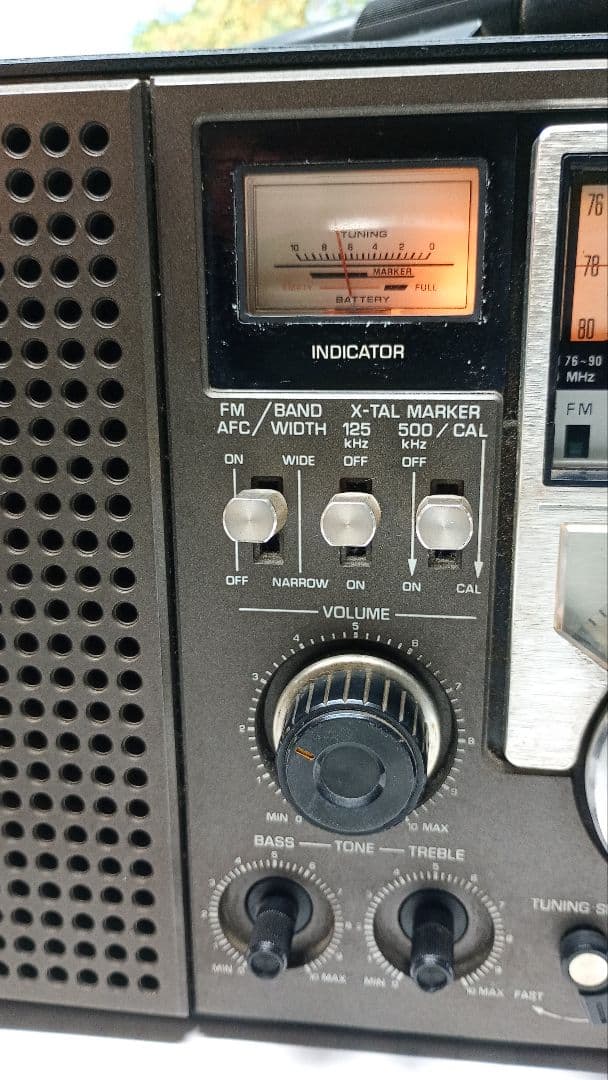 TUNING
10 8 6 4 2 0
MARKER
EMPTY FULL
BATTERY
INDICATOR
76
78
80
76~90
MHz
FM
FM / BAND X-TAL MARKER
AFC / WIDTH 125 500 / CAL
kHz kHz
ON WIDE OFF OFF
OFF NARROW ON ON CAL
VOLUME
2 3 4 5 6 7 8 9
MIN 0 10 MAX
BASS — TONE — TREBLE
MIN 10 MAX MIN 10 MAX
TUNING
FAST